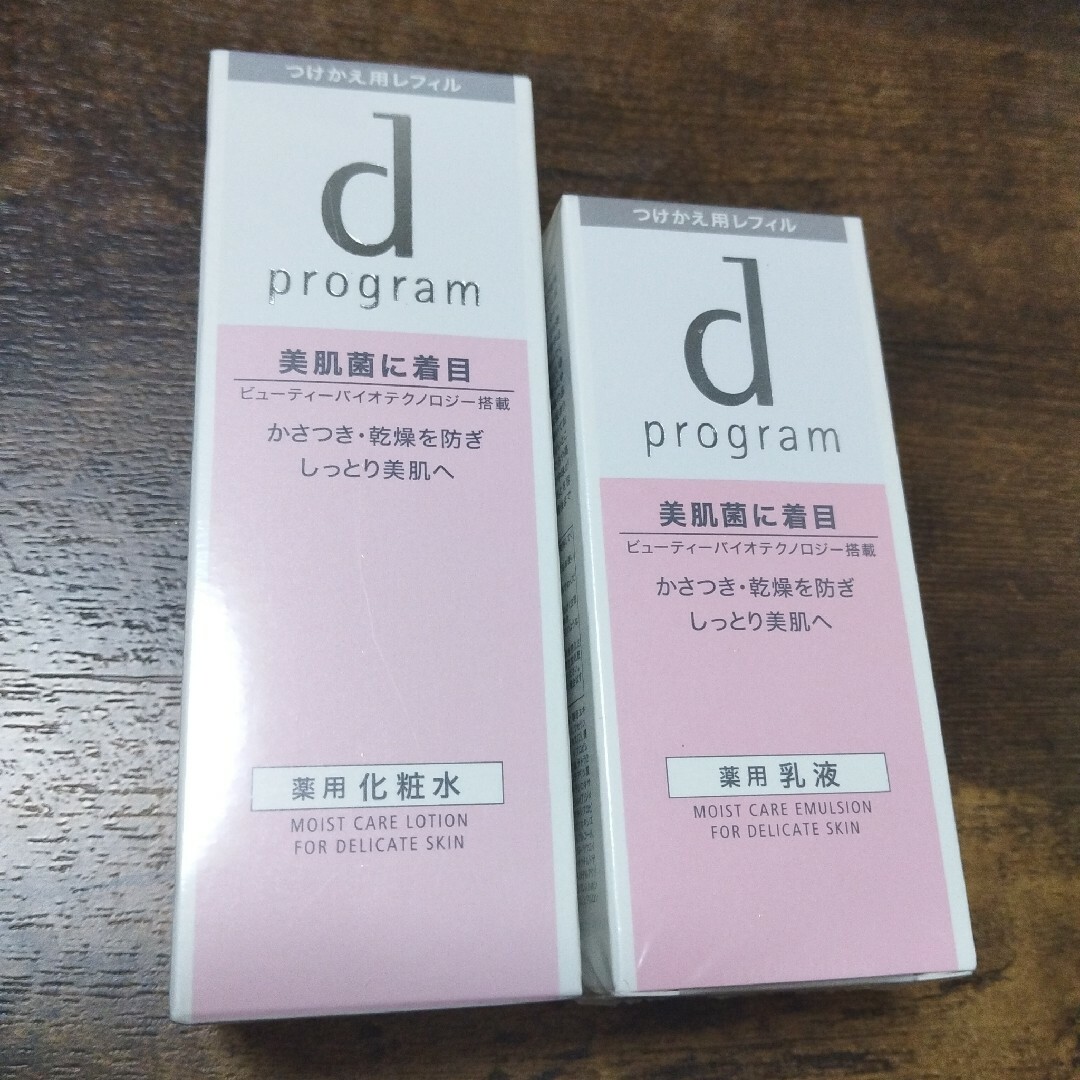 つけかえ用レフィル
d
program
美肌菌に着目
ビューティーバイオテクノロジー搭載
かさつき・乾燥を防ぎ
しっとり美肌へ
薬用 化粧水
MOIST CARE LOTION
FOR DELICATE SKIN
つけかえ用レフィル
d
program
美肌菌に着目
ビューティーバイオテクノロジー搭載
かさつき・乾燥を防ぎ
しっとり美肌へ
薬用 乳液
MOIST CARE EMULSION
FOR DELICATE SKIN